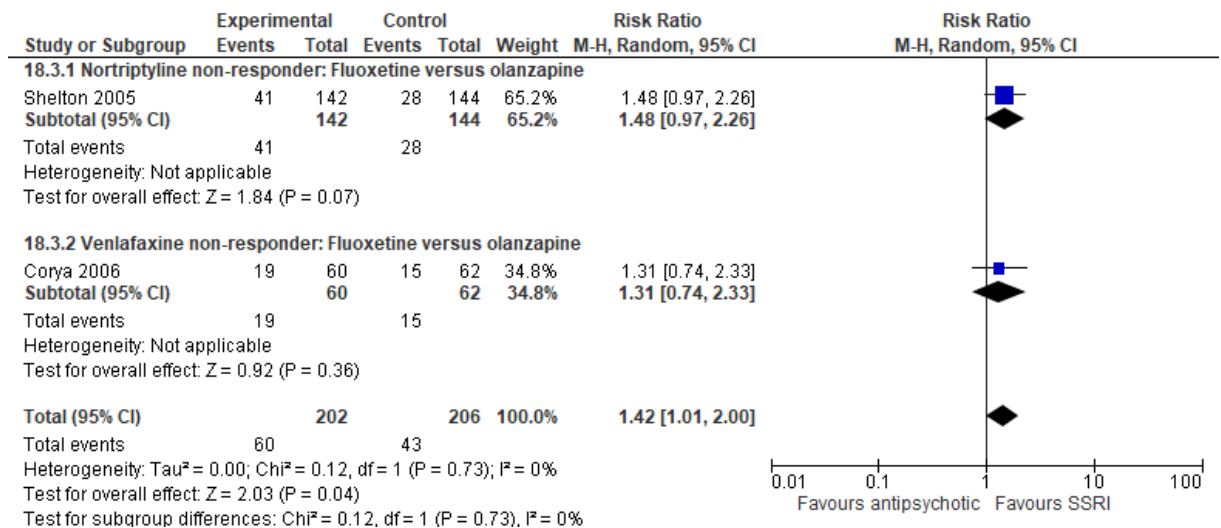 Experimental Control Risk Ratio Risk Ratio
Study or Subgroup Events Total Events Total Weight M-H, Random, 95% CI M-H, Random, 95% CI
18.3.1 Nortriptyline non-responder: Fluoxetine versus olanzapine
Shelton 2005 41 142 28 144 65.2% 1.48 [0.97, 2.26]
Subtotal (95% CI) 142 144 65.2% 1.48 [0.97, 2.26]
Total events 41 28
Heterogeneity: Not applicable
Test for overall effect: Z = 1.84 (P = 0.07)
18.3.2 Venlafaxine non-responder: Fluoxetine versus olanzapine
Corya 2006 19 60 15 62 34.8% 1.31 [0.74, 2.33]
Subtotal (95% CI) 60 62 34.8% 1.31 [0.74, 2.33]
Total events 19 15
Heterogeneity: Not applicable
Test for overall effect: Z = 0.92 (P = 0.36)
Total (95% CI) 202 206 100.0% 1.42 [1.01, 2.00]
Total events 60 43
Heterogeneity: Tau² = 0.00; Chi² = 0.12, df = 1 (P = 0.73); I² = 0%
Test for overall effect: Z = 2.03 (P = 0.04)
Test for subgroup differences: Chi² = 0.12, df = 1 (P = 0.73), I² = 0%
0.01 0.1 1 10 100
Favours antipsychotic Favours SSRI